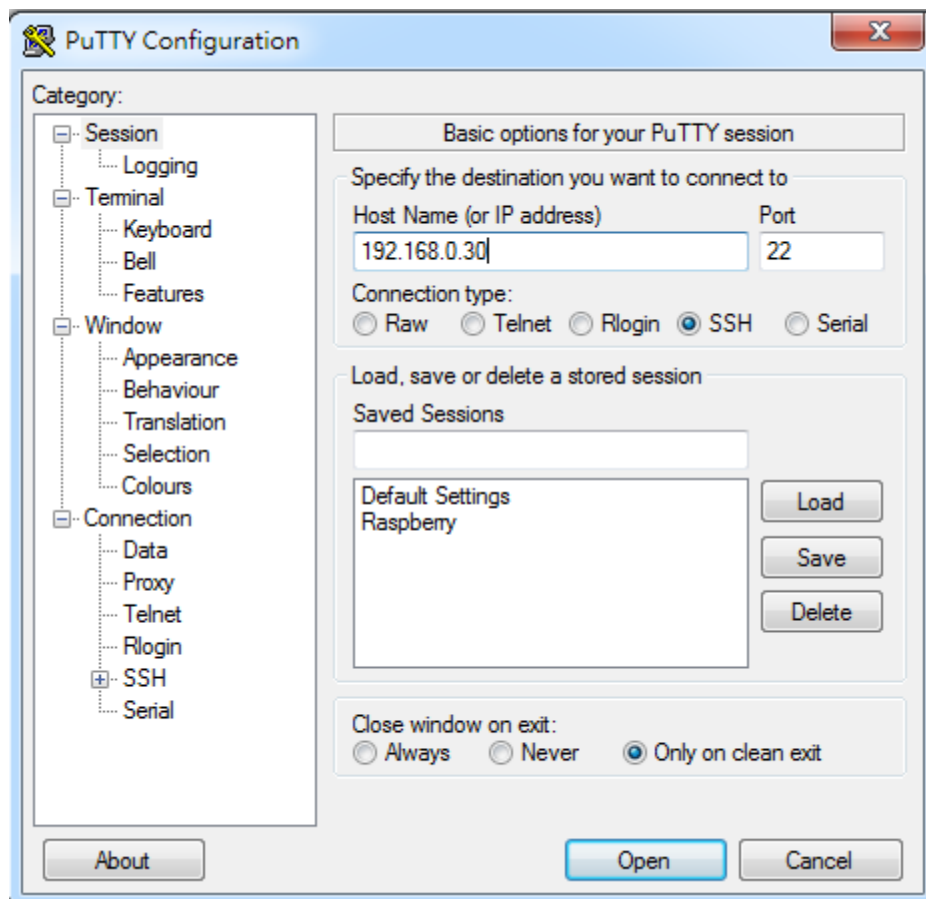 PuTTY Configuration
Category:
Session
Logging
Terminal
Keyboard
Bell
Features
Window
Appearance
Behaviour
Translation
Selection
Colours
Connection
Data
Proxy
Telnet
Rlogin
SSH
Serial
Basic options for your PuTTY session
Specify the destination you want to connect to
Host Name (or IP address) Port
192.168.0.30 22
Connection type:
Raw Telnet Rlogin SSH Serial
Load, save or delete a stored session
Saved Sessions
Default Settings
Raspberry
Load
Save
Delete
Close window on exit:
Always Never Only on clean exit
About Open Cancel